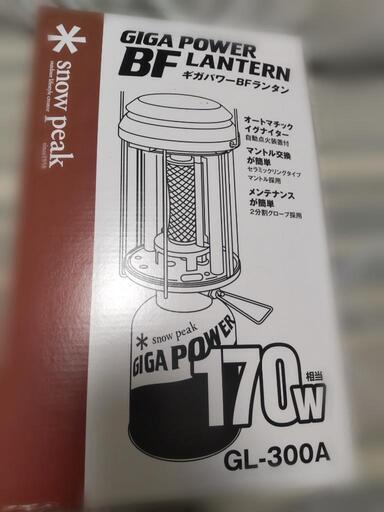 snow peak
outdoor lifestyle creator
GIGA POWER
BF LANTERN
ギガパワーBFランタン
オートマチック
イグナイター
自動点火装置付
マントル交換
が簡単
セラミックリングタイプ
マントル採用
メンテナンス
が簡単
2分割グローブ採用
snow peak
GIGA POWER
170W
相当
GL-300A